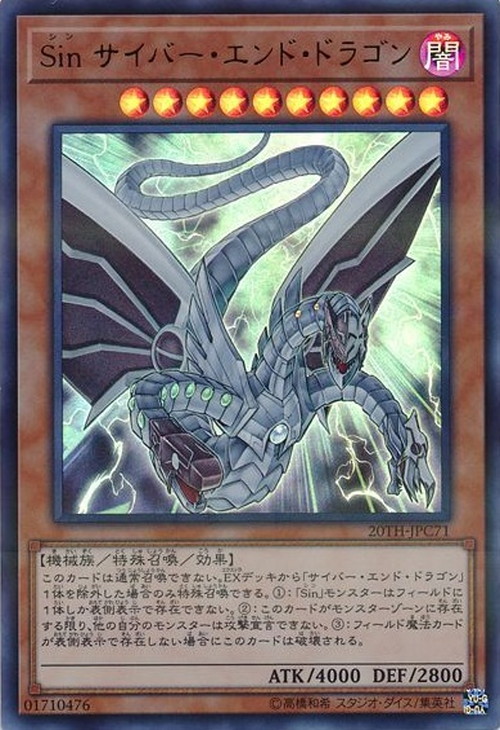 Sin サイバー・エンド・ドラゴン
闇
20TH-JPC71
【機械族／特殊召喚／効果】
このカードは通常召喚できない。EXデッキから「サイバー・エンド・ドラゴン」
1体を除外した場合のみ特殊召喚できる。①：「Sin」モンスターはフィールドに
1体しか表側表示で存在できない。②：このカードがモンスターゾーンに存在
する限り、他の自分のモンスターは攻撃宣言できない。③：フィールド魔法カード
が表側表示で存在しない場合にこのカードは破壊される。
ATK/4000 DEF/2800
01710476
©高橋和希 スタジオ・ダイス/集英社